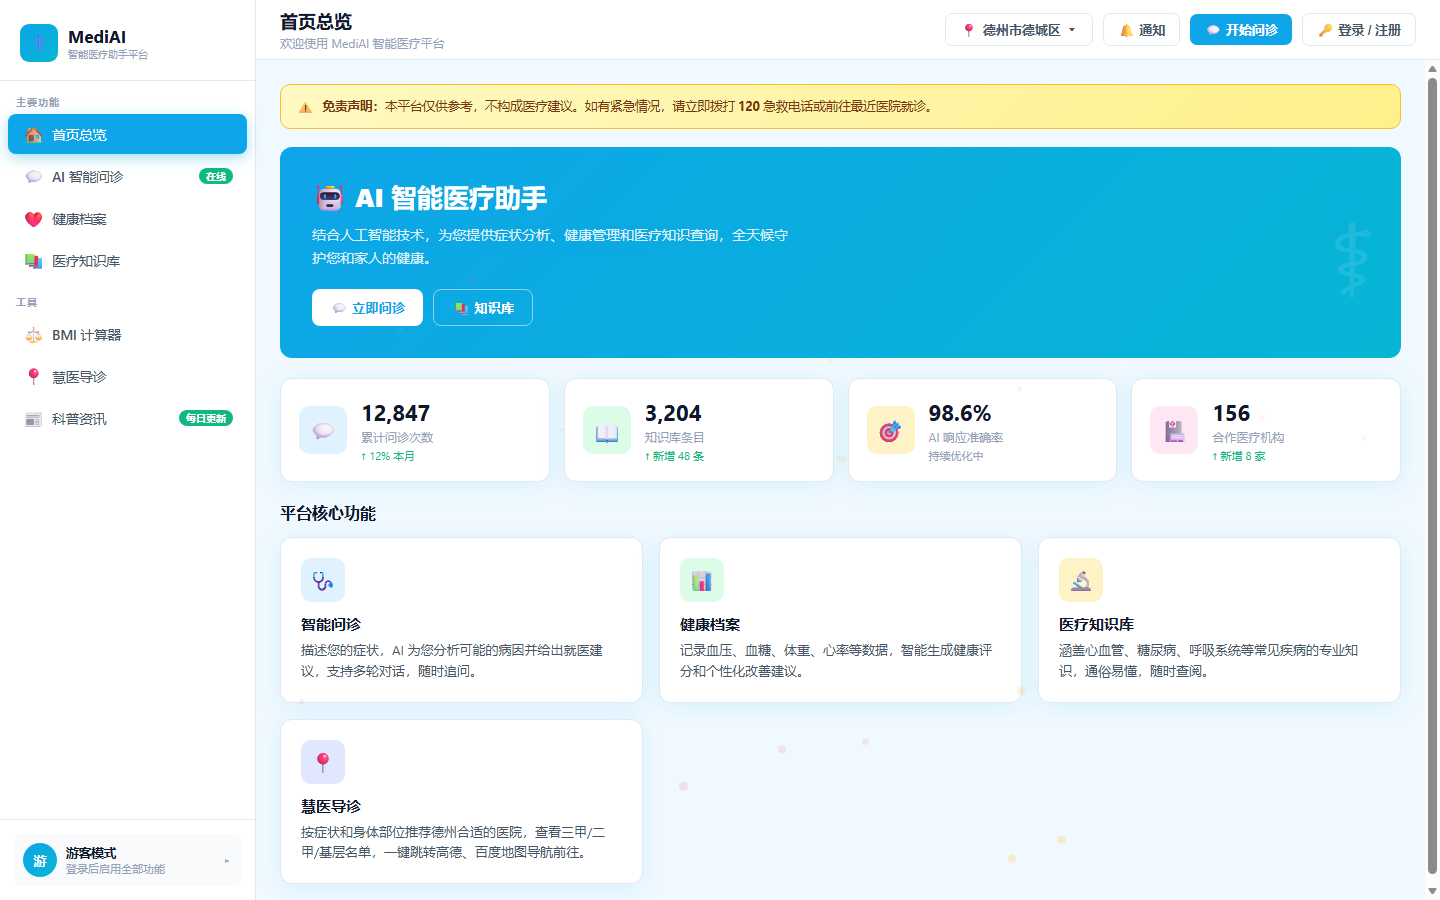 MediAI
智能医疗助手平台
主要功能
首页总览
AI 智能问诊
在线
健康档案
医疗知识库
工具
BMI 计算器
慧医导诊
科普资讯
每日更新
游
游客模式
登录后启用全部功能
首页总览
欢迎使用 MediAI 智能医疗平台
德州市德城区
通知
开始问诊
登录 / 注册
免责声明：本平台仅供参考，不构成医疗建议。如有紧急情况，请立即拨打 120 急救电话或前往最近医院就诊。
AI 智能医疗助手
结合人工智能技术，为您提供症状分析、健康管理和医疗知识查询，全天候守
护您和家人的健康。
立即问诊
知识库
12,847
累计问诊次数
↑ 12% 本月
3,204
知识库条目
↑ 新增 48 条
98.6%
AI 响应准确率
持续优化中
156
合作医疗机构
↑ 新增 8 家
平台核心功能
智能问诊
描述您的症状，AI 为您分析可能的病因并给出就医建
议，支持多轮对话，随时追问。
健康档案
记录血压、血糖、体重、心率等数据，智能生成健康评
分和个性化改善建议。
医疗知识库
涵盖心血管、糖尿病、呼吸系统等常见疾病的专业知
识，通俗易懂，随时查阅。
慧医导诊
按症状和身体部位推荐德州合适的医院，查看三甲/二
甲/基层名单，一键跳转高德、百度地图导航前往。